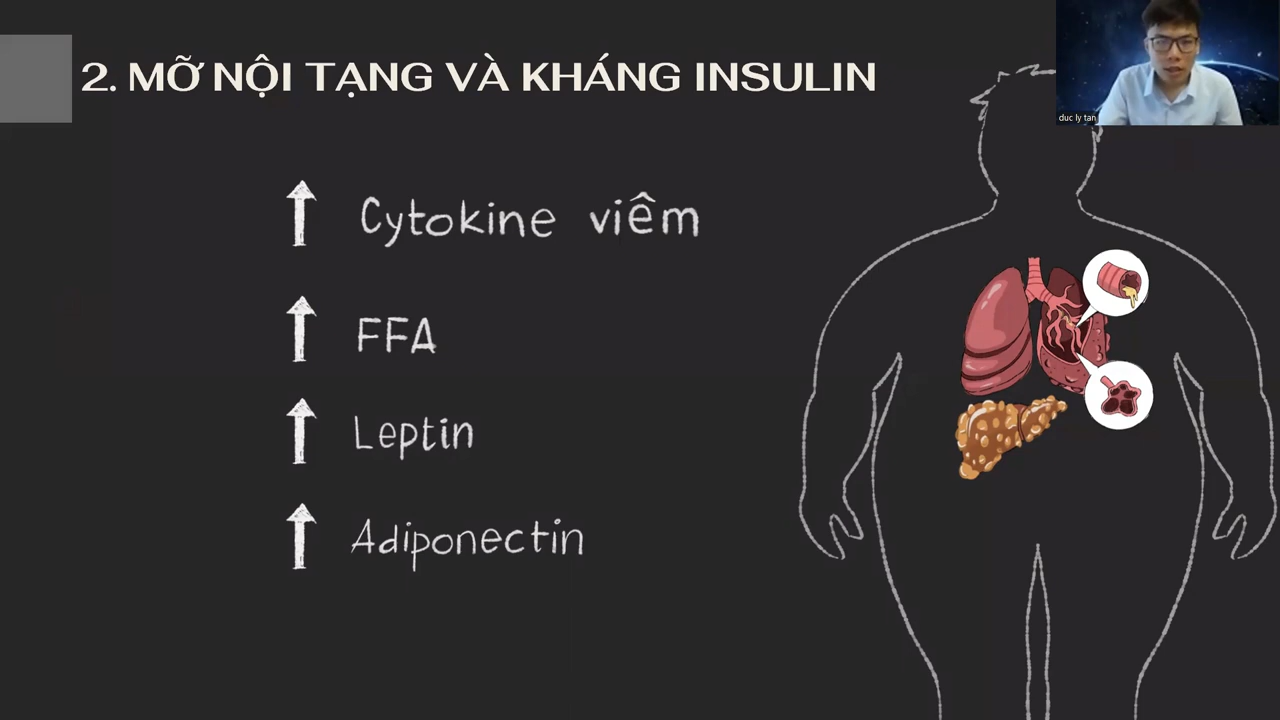 2. MỠ NỘI TẠNG VÀ KHÁNG INSULIN
duc ly tan
Cytokine viêm
FFA
Leptin
Adiponectin